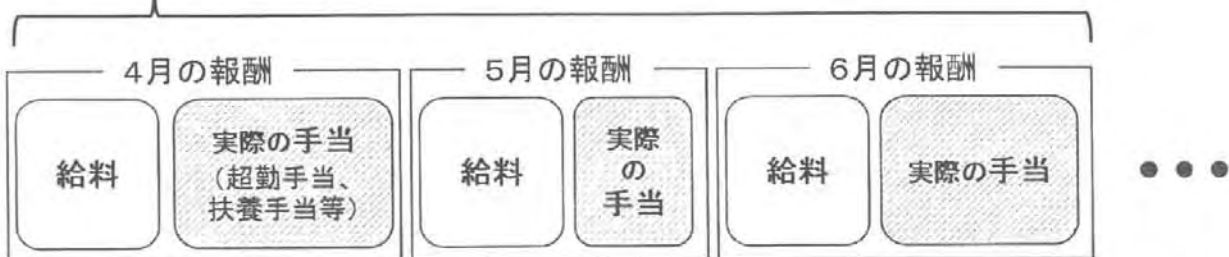 4月の報酬
給料
実際の手当
(超勤手当、
扶養手当等)
5月の報酬
給料
実際
の
手当
6月の報酬
給料
実際の手当
●●●